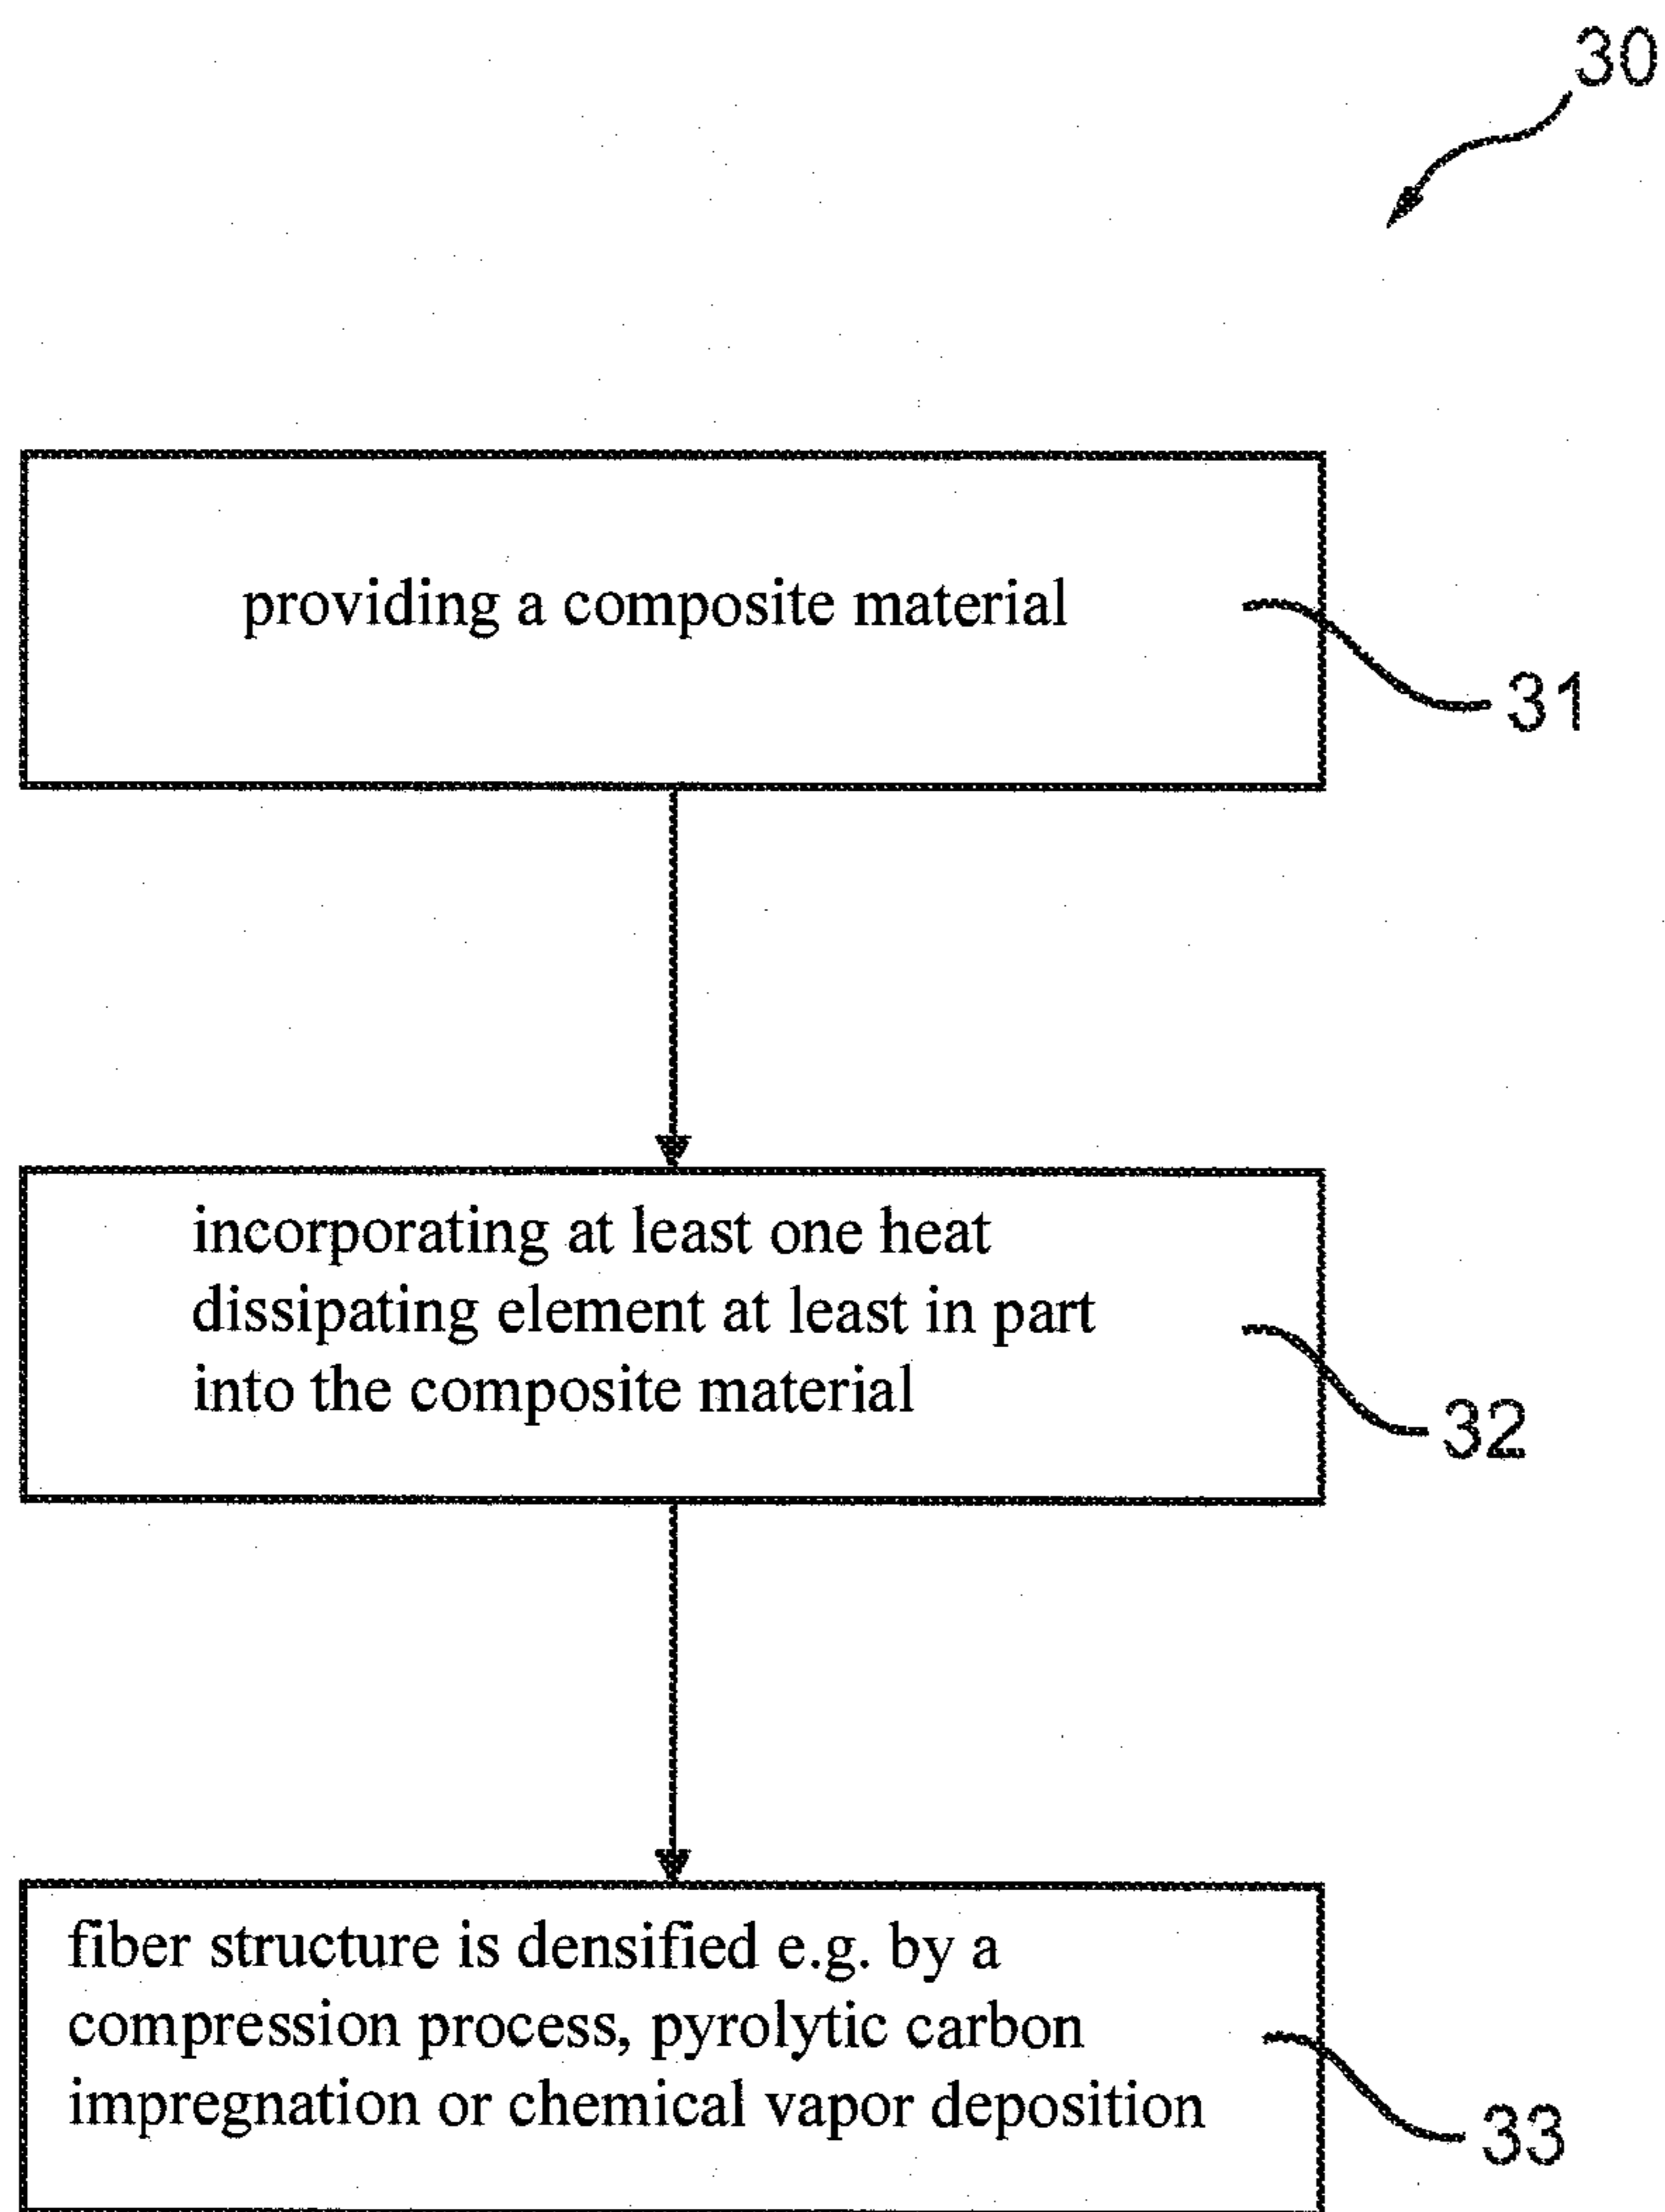 30
providing a composite material
31
incorporating at least one heat
dissipating element at least in part
into the composite material
32
fiber structure is densified e.g. by a
compression process, pyrolytic carbon
impregnation or chemical vapor deposition
33